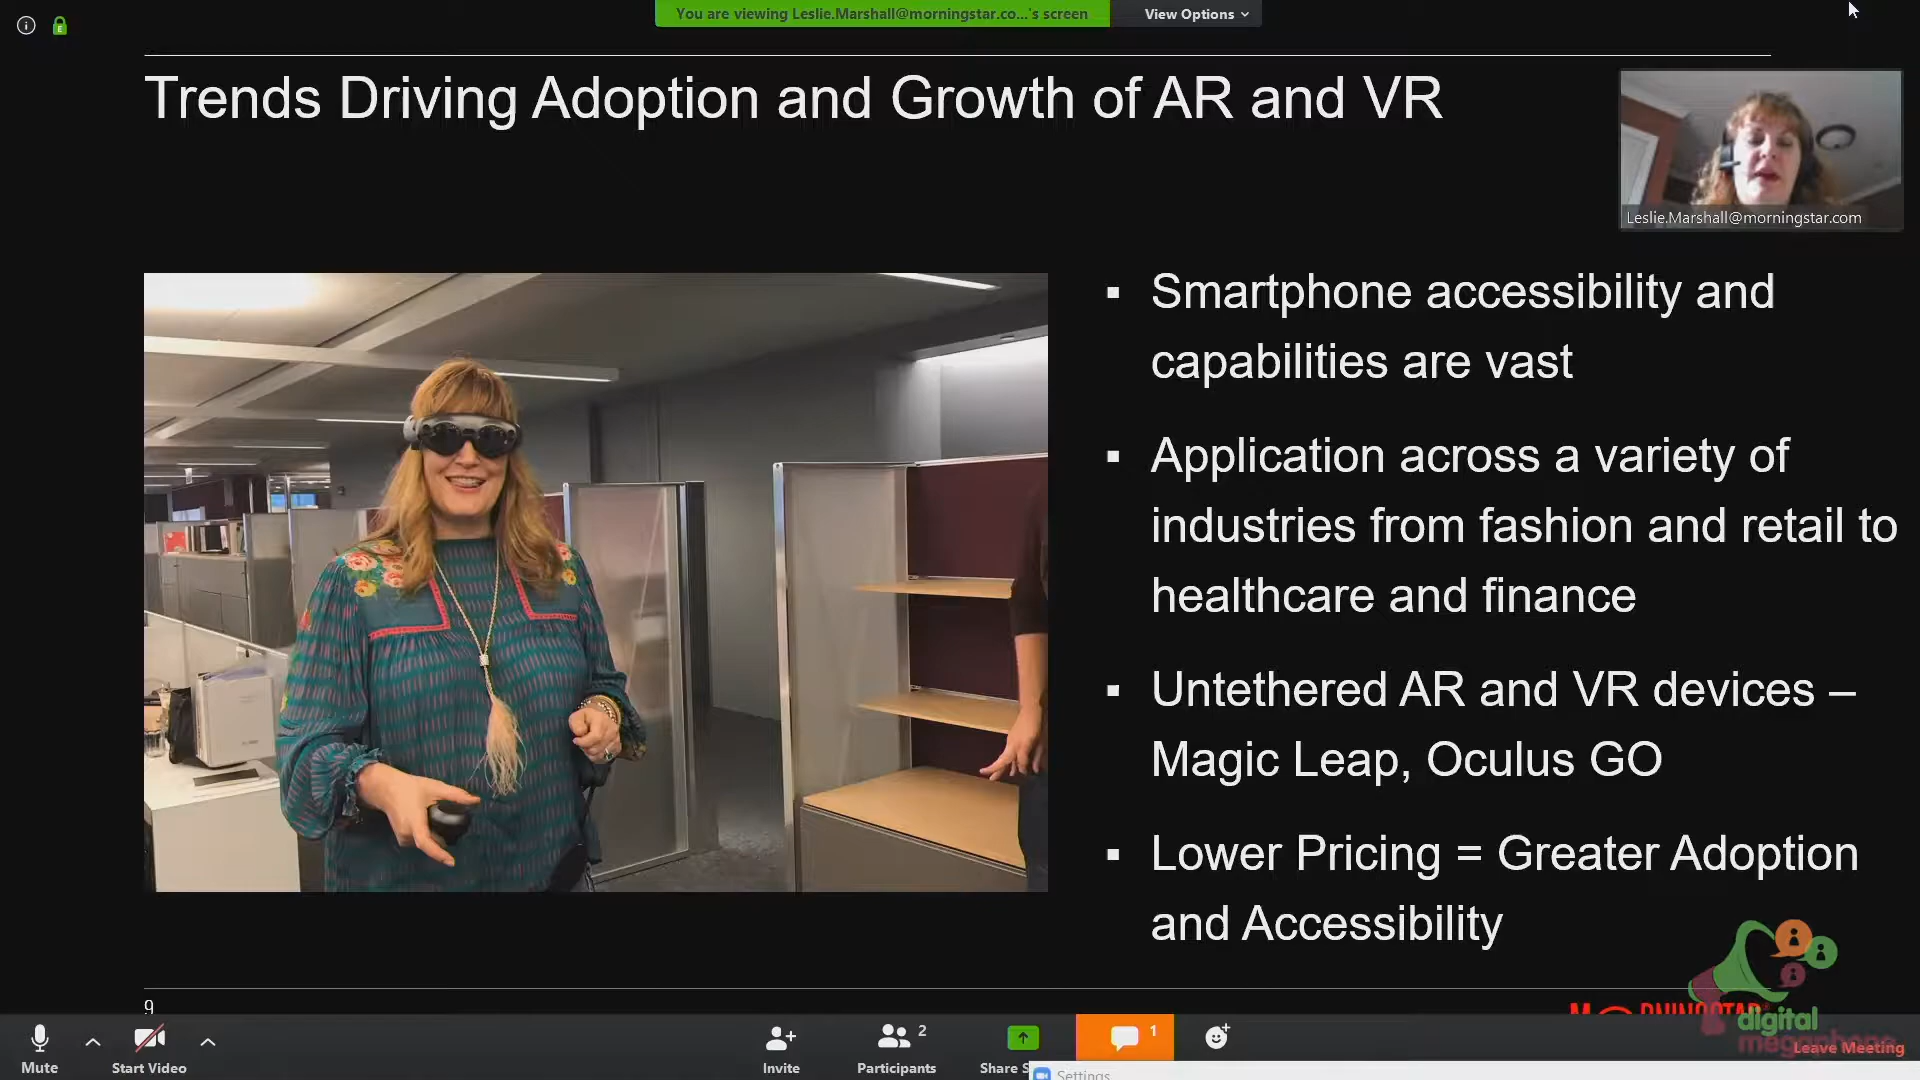 You are viewing Leslie.Marshall@morningstar.co...'s screen
View Options
Trends Driving Adoption and Growth of AR and VR
Leslie.Marshall@morningstar.com
▪ Smartphone accessibility and
capabilities are vast
▪ Application across a variety of
industries from fashion and retail to
healthcare and finance
▪ Untethered AR and VR devices –
Magic Leap, Oculus GO
▪ Lower Pricing = Greater Adoption
and Accessibility
9
digital
megaphone
Mute
Start Video
Invite
Participants
2
Share
1
Leave Meeting
Settings